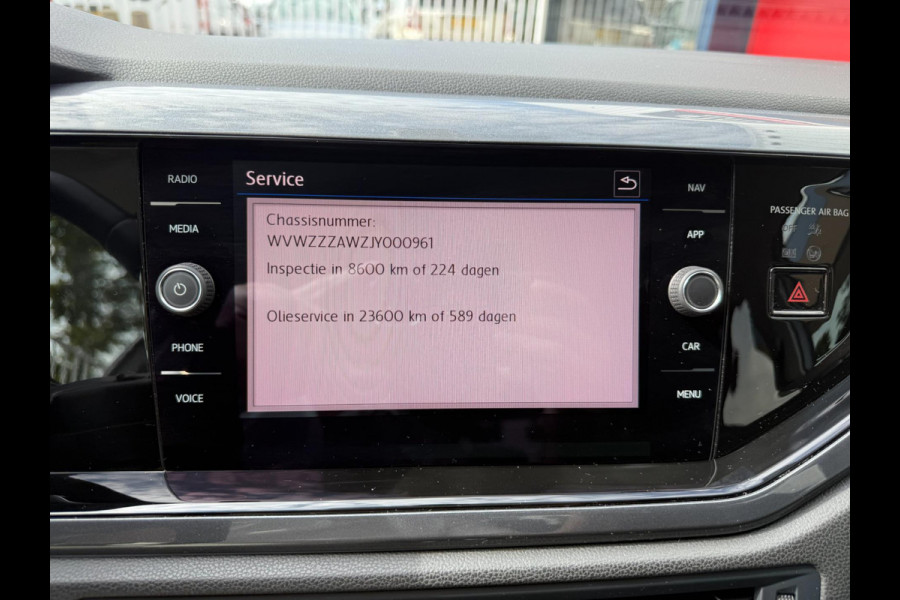 RADIO
MEDIA
PHONE
VOICE
Service
Chassisnummer:
WVWZZZAWZJY000961
Inspectie in 8600 km of 224 dagen
Olieservice in 23600 km of 589 dagen
NAV
APP
CAR
MENU
PASSENGER AIR BAG
OFF